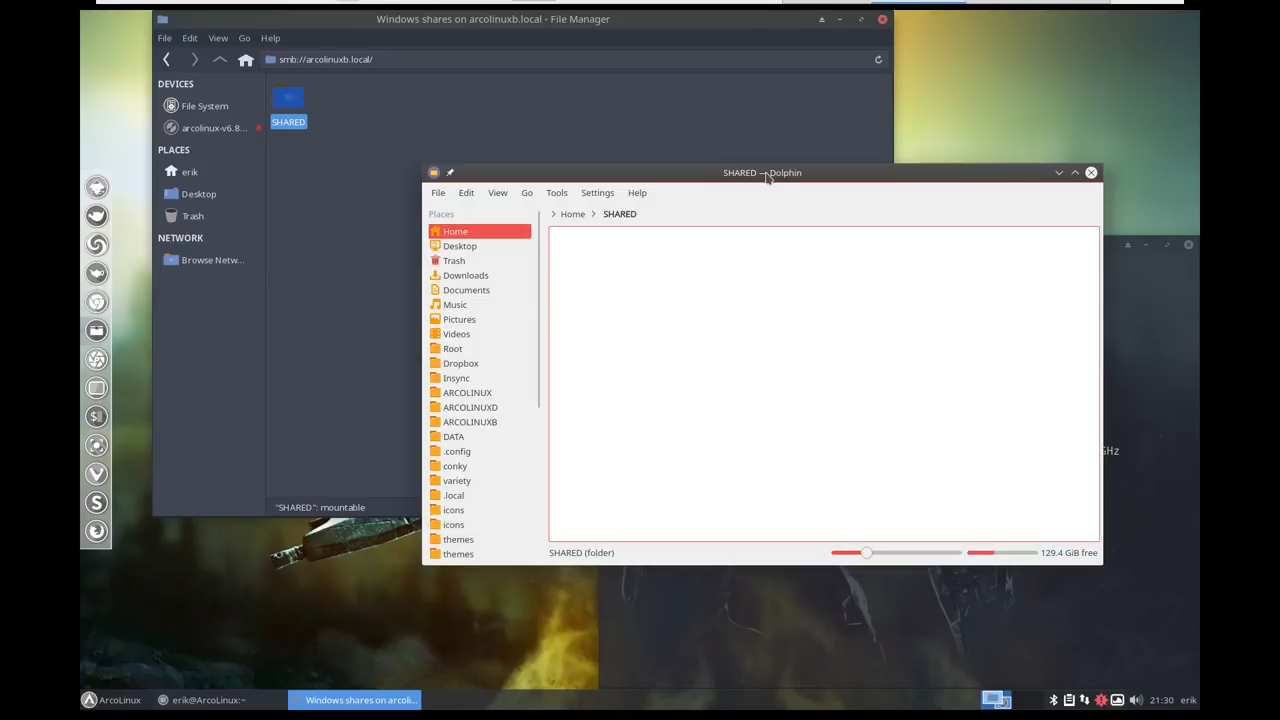 Windows shares on arcolinuxb.local - File Manager
File Edit View Go Help
smb://arcolinuxb.local/
DEVICES
File System
arcolinux-v6.8...
PLACES
erik
Desktop
Trash
NETWORK
Browse Netw...
SHARED
"SHARED": mountable
SHARED — Dolphin
File Edit View Go Tools Settings Help
Places
Home
Desktop
Trash
Downloads
Documents
Music
Pictures
Videos
Root
Dropbox
Insync
ARCOLINUX
ARCOLINUXD
ARCOLINUXB
DATA
.config
conky
variety
.local
icons
icons
themes
themes
> Home > SHARED
SHARED (folder)
129.4 GiB free
GHz
ArcoLinux
erik@ArcoLinux:~
Windows shares on arcoli...
21:30 erik